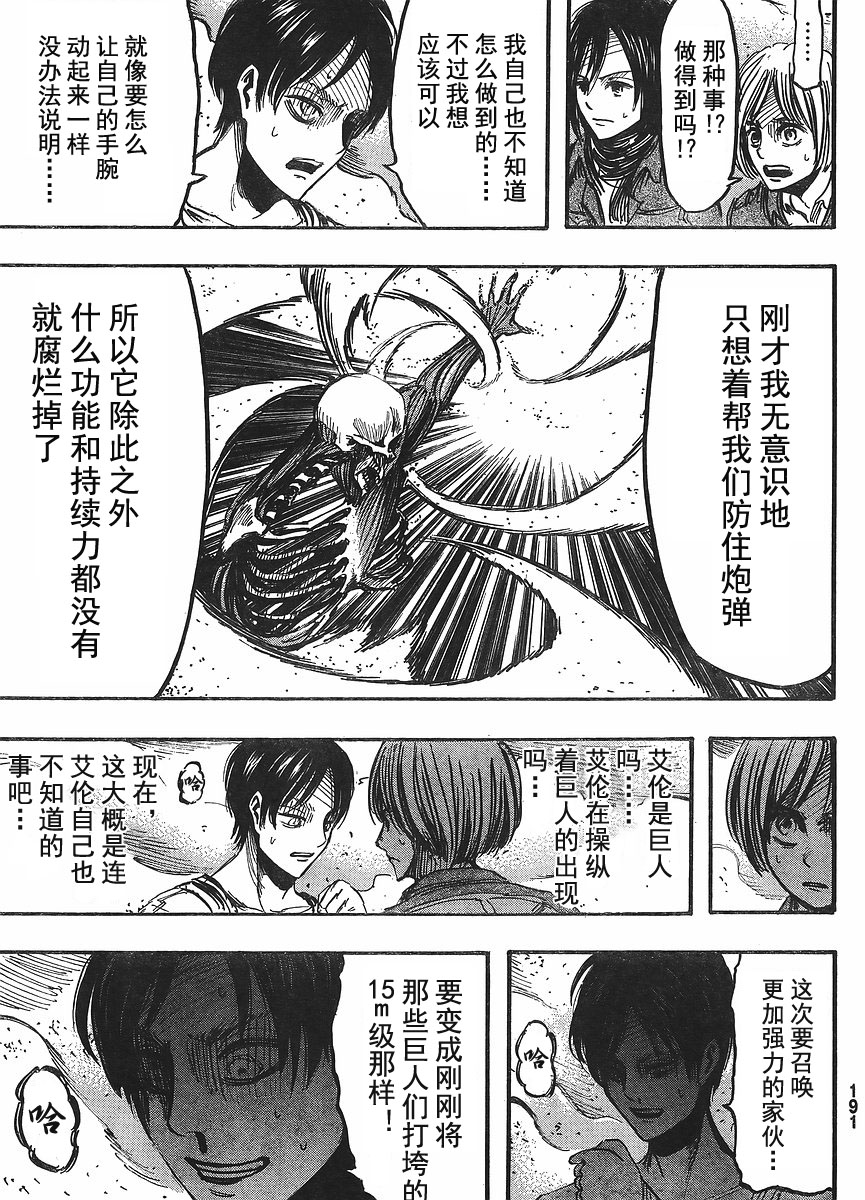 ……
那种事!?
做得到吗!?
我自己也不知道
怎么做到的……
不过我想
应该可以
就像要怎么
让自己的手腕
动起来一样
没办法说明……
刚才我无意识地
只想着帮我们防住炮弹
所以它除此之外
什么功能和持续力都没有
就腐烂掉了
艾伦是巨人
吗……
艾伦在操纵
着巨人的出现
吗…
哈
现在,
这大概是连
艾伦自己也
不知道的
事吧…
这次要召唤
更加强力的家伙…
哈
要变成刚刚将
那些巨人们打垮的
15m级那样!
哈
191